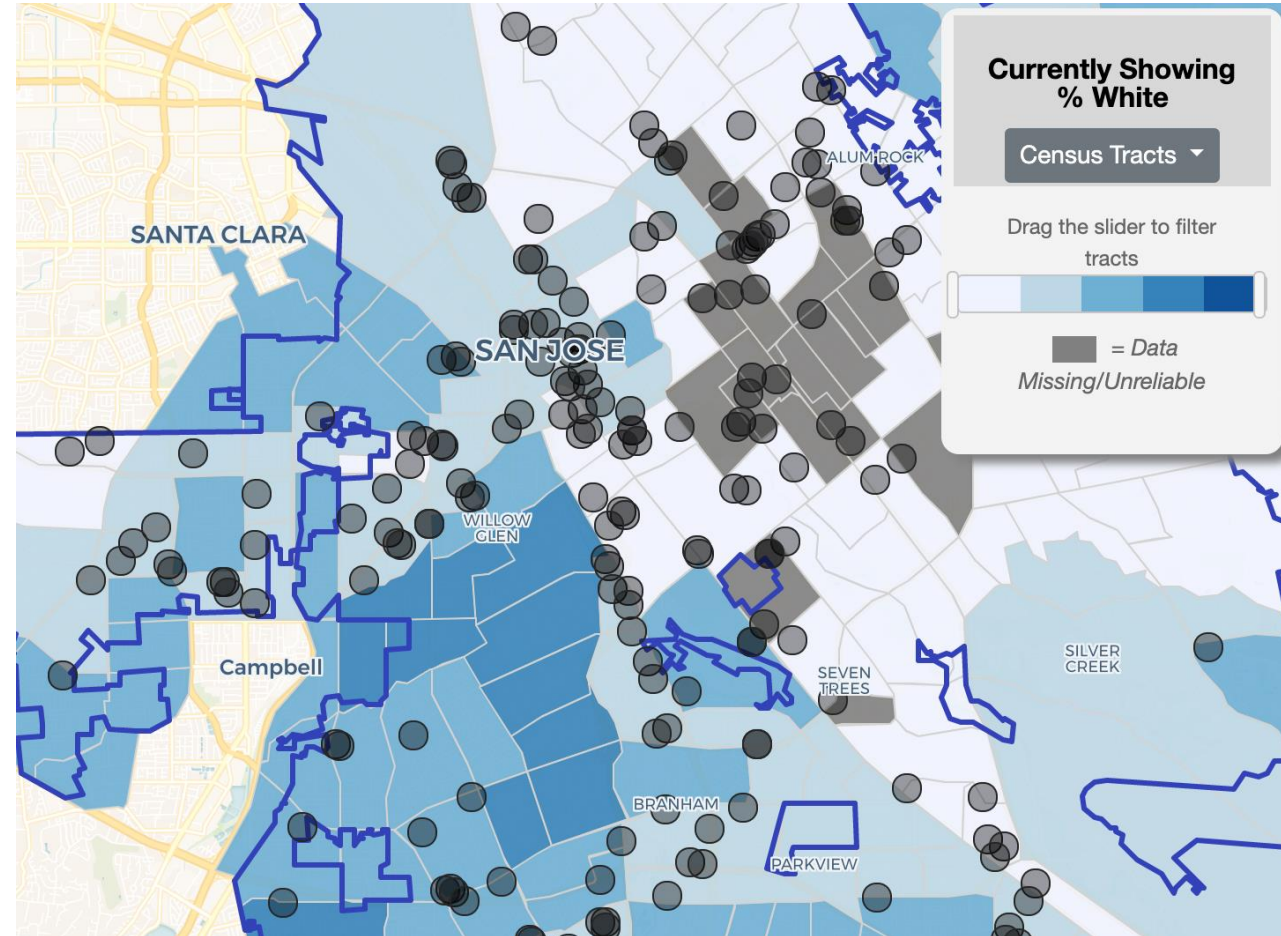 Currently Showing
% White
Census Tracts
Drag the slider to filter
tracts
= Data
Missing/Unreliable
ALUM ROCK
SANTA CLARA
SAN JOSE
WILLOW
GLEN
Campbell
SEVEN
TREES
SILVER
CREEK
BRANHAM
PARKVIEW